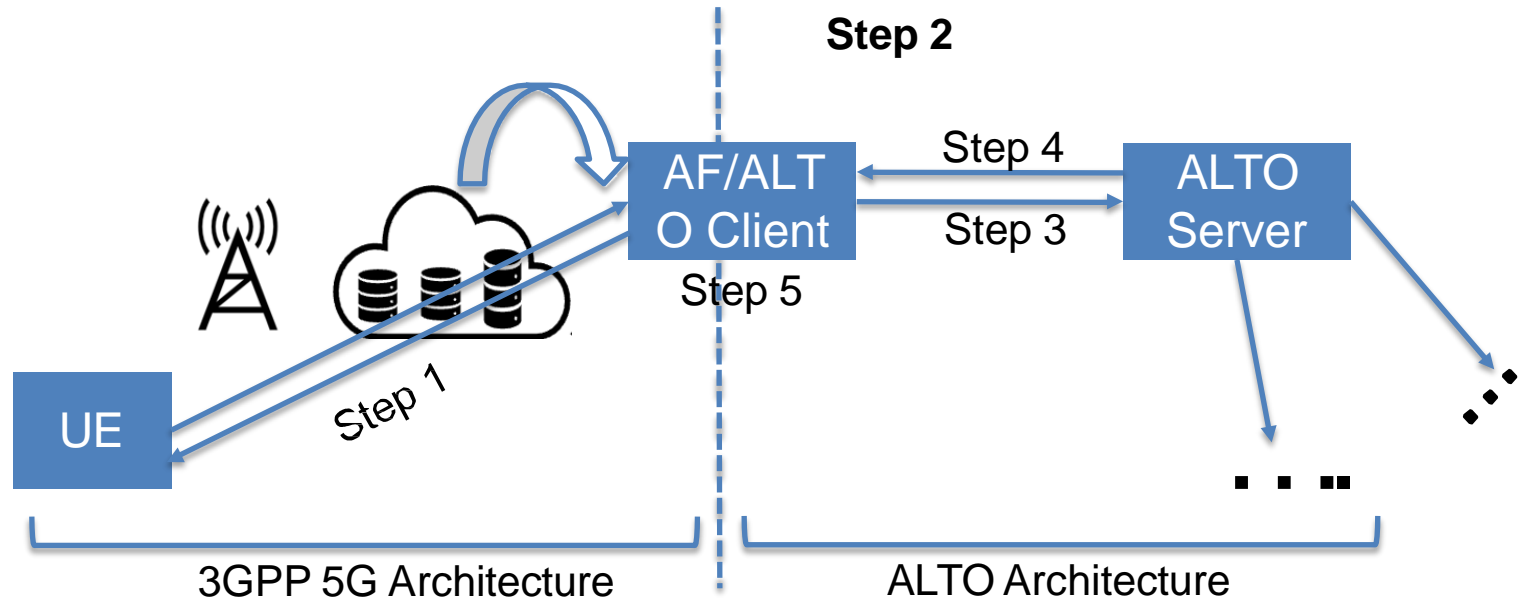 Step 2
AF/ALT
O Client
Step 4
Step 3
ALTO
Server
Step 5
Step 1
UE
3GPP 5G Architecture
ALTO Architecture